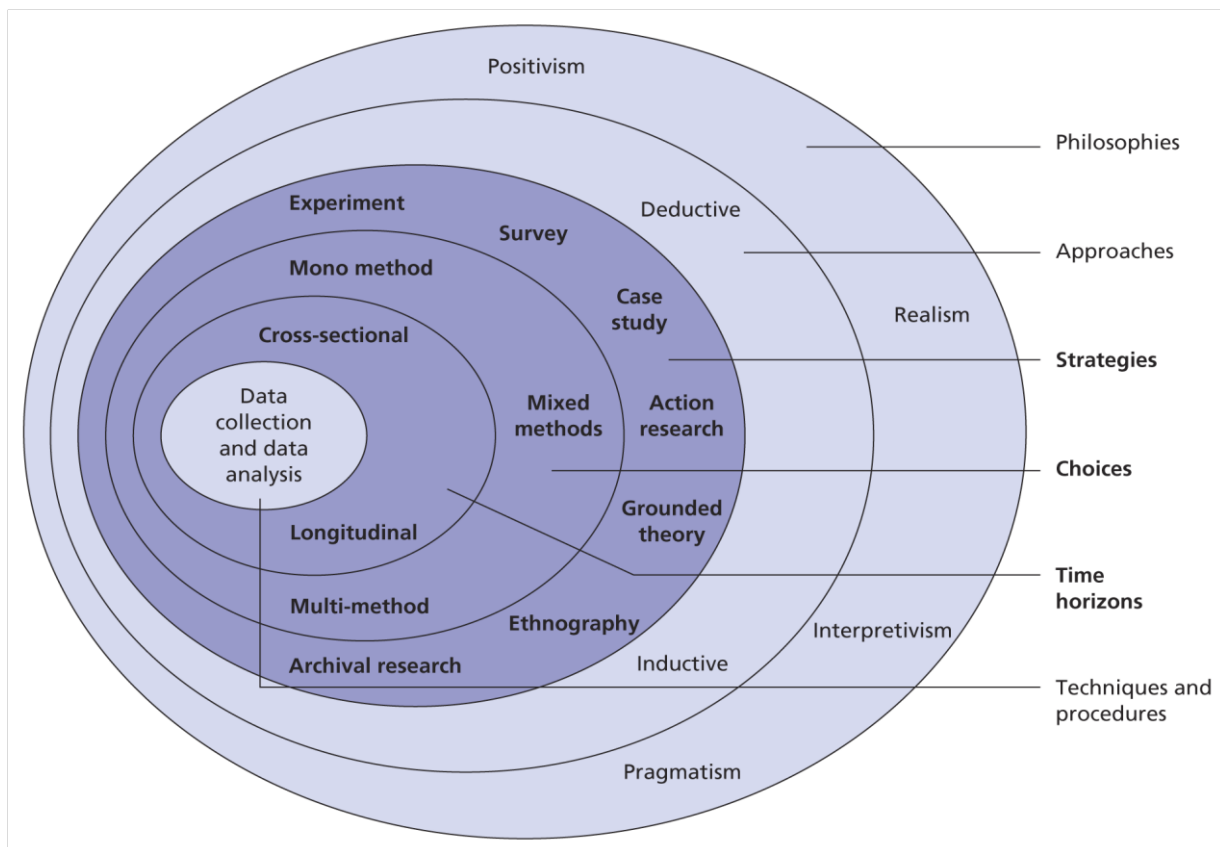 Positivism
Philosophies
Experiment
Deductive
Survey
Approaches
Mono method
Case
study
Realism
Cross-sectional
Strategies
Data
collection
and data
analysis
Mixed
methods
Action
research
Choices
Grounded
theory
Longitudinal
Time
horizons
Multi-method
Ethnography
Interpretivism
Archival research
Inductive
Techniques and
procedures
Pragmatism